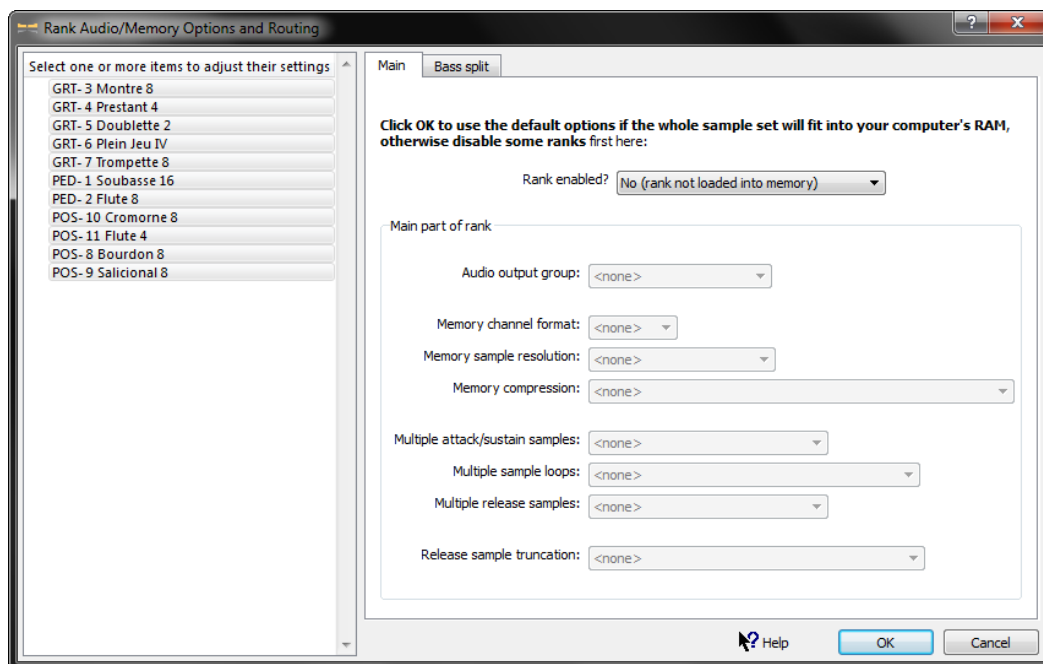 Rank Audio/Memory Options and Routing
?
X
Select one or more items to adjust their settings
GRT- 3 Montre 8
GRT- 4 Prestant 4
GRT- 5 Doublette 2
GRT- 6 Plein Jeu IV
GRT- 7 Trompette 8
PED- 1 Soubasse 16
PED- 2 Flute 8
POS- 10 Cromorne 8
POS- 11 Flute 4
POS- 8 Bourdon 8
POS- 9 Salicional 8
Main
Bass split
Click OK to use the default options if the whole sample set will fit into your computer's RAM,
otherwise disable some ranks first here:
Rank enabled? No (rank not loaded into memory)
Main part of rank
Audio output group: <none>
Memory channel format: <none>
Memory sample resolution: <none>
Memory compression: <none>
Multiple attack/sustain samples: <none>
Multiple sample loops: <none>
Multiple release samples: <none>
Release sample truncation: <none>
? Help
OK
Cancel